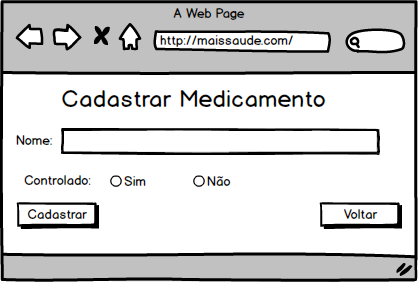 A Web Page
http://maissaude.com/
Cadastrar Medicamento
Nome:
Controlado: Sim Não
Cadastrar Voltar